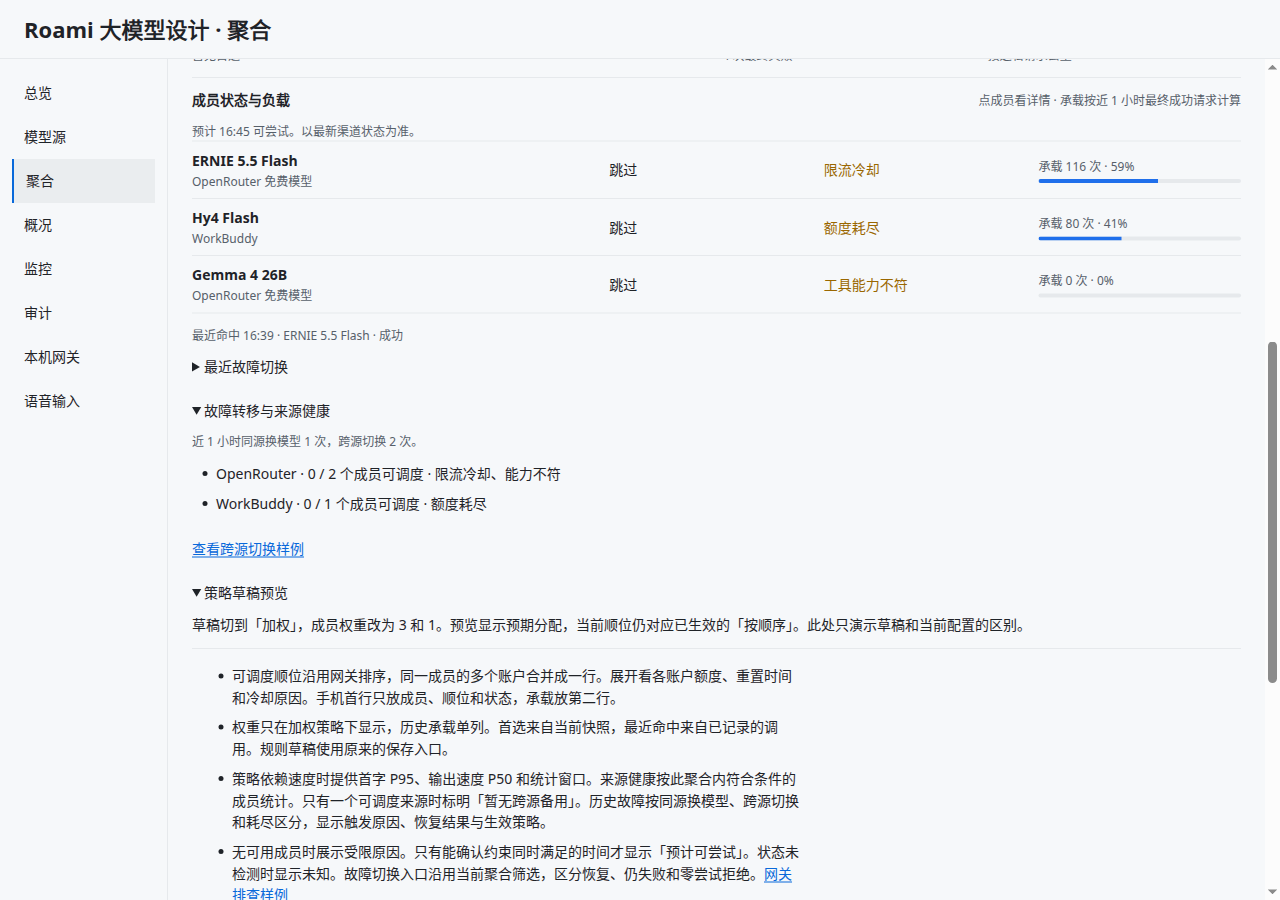 Roami 大模型设计 · 聚合
总览
模型源
聚合
概况
监控
审计
本机网关
语音输入
成员状态与负载
点成员看详情 · 承载按近 1 小时最终成功请求计算
预计 16:45 可尝试。以最新渠道状态为准。
ERNIE 5.5 Flash
OpenRouter 免费模型
跳过
限流冷却
承载 116 次 · 59%
Hy4 Flash
WorkBuddy
跳过
额度耗尽
承载 80 次 · 41%
Gemma 4 26B
OpenRouter 免费模型
跳过
工具能力不符
承载 0 次 · 0%
最近命中 16:39 · ERNIE 5.5 Flash · 成功
最近故障切换
故障转移与来源健康
近 1 小时同源换模型 1 次，跨源切换 2 次。
OpenRouter · 0 / 2 个成员可调度 · 限流冷却、能力不符
WorkBuddy · 0 / 1 个成员可调度 · 额度耗尽
查看跨源切换样例
策略草稿预览
草稿切到「加权」，成员权重改为 3 和 1。预览显示预期分配，当前顺位仍对应已生效的「按顺序」。此处只演示草稿和当前配置的区别。
可调度顺位沿用网关排序，同一成员的多个账户合并成一行。展开看各账户额度、重置时间
和冷却原因。手机首行只放成员、顺位和状态，承载放第二行。
权重只在加权策略下显示，历史承载单列。首选来自当前快照，最近命中来自已记录的调
用。规则草稿使用原来的保存入口。
策略依赖速度时提供首字 P95、输出速度 P50 和统计窗口。来源健康按此聚合内符合条件的
成员统计。只有一个可调度来源时标明「暂无跨源备用」。历史故障按同源换模型、跨源切换
和耗尽区分，显示触发原因、恢复结果与生效策略。
无可用成员时展示受限原因。只有能确认约束同时满足的时间才显示「预计可尝试」。状态未
检测时显示未知。故障切换入口沿用当前聚合筛选，区分恢复、仍失败和零尝试拒绝。网关
排查样例